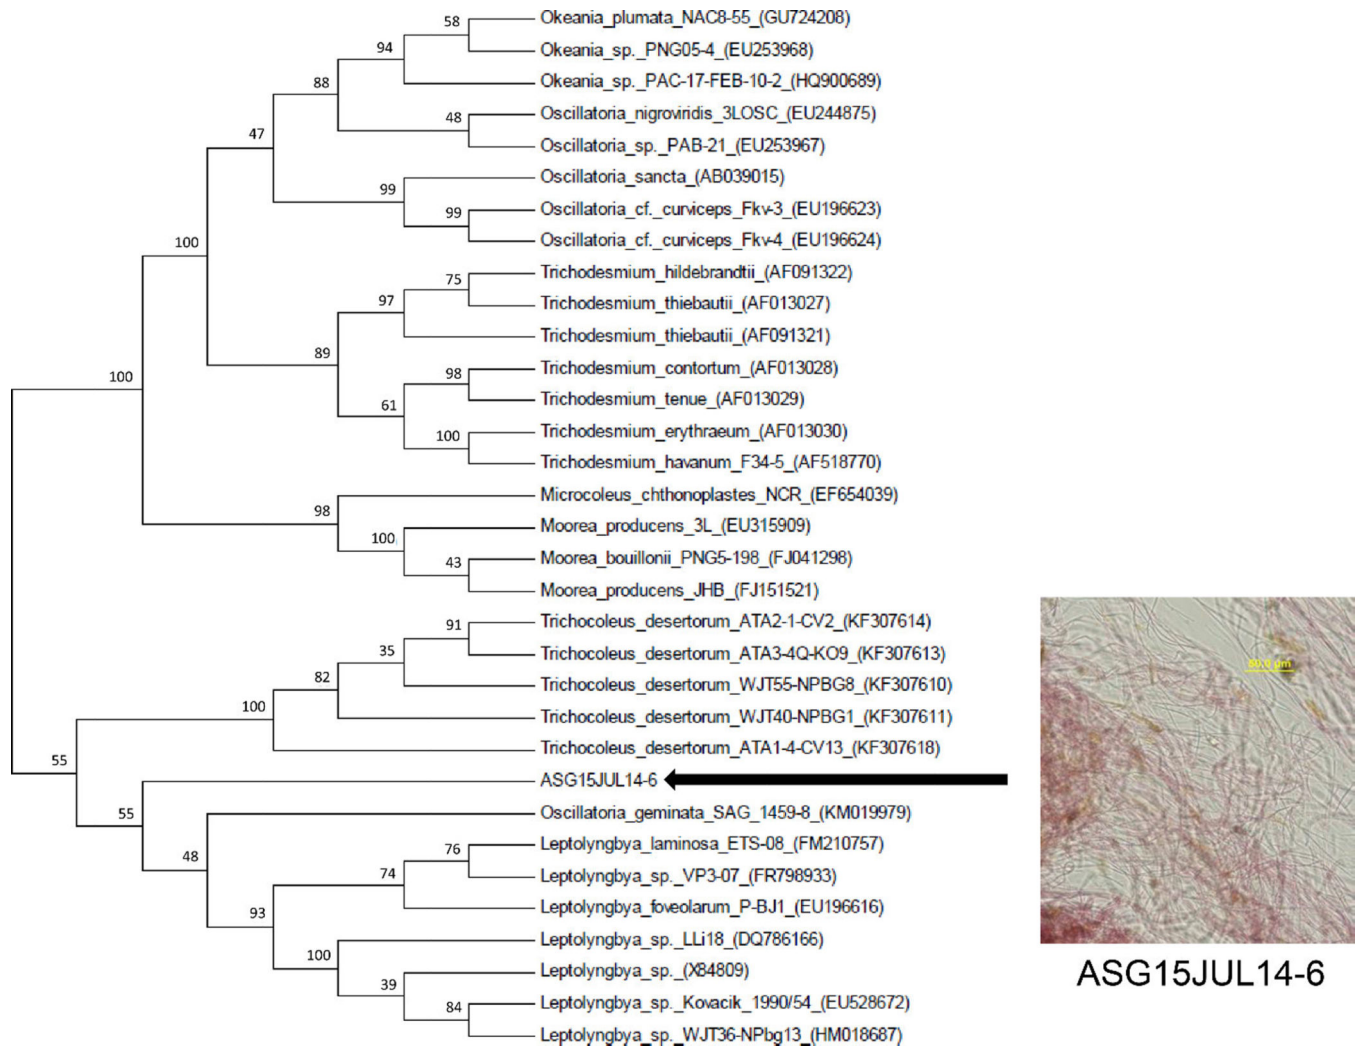 58
Okeania_plumata_NAC8-55_(GU724208)
94
Okeania_sp._PNG05-4_(EU253968)
88
Okeania_sp._PAC-17-FEB-10-2_(HQ900689)
47
48
Oscillatoria_nigroviridis_3LOSC_(EU244875)
Oscillatoria_sp._PAB-21_(EU253967)
99
Oscillatoria_sancta_(AB039015)
99
Oscillatoria_cf._curviceps_Fkv-3_(EU196623)
Oscillatoria_cf._curviceps_Fkv-4_(EU196624)
100
75
Trichodesmium_hildebrandtii_(AF091322)
97
Trichodesmium_thiebautii_(AF013027)
89
Trichodesmium_thiebautii_(AF091321)
100
98
Trichodesmium_contortum_(AF013028)
61
Trichodesmium_tenue_(AF013029)
100
Trichodesmium_erythraeum_(AF013030)
Trichodesmium_havanum_F34-5_(AF518770)
98
Microcoleus_chthonoplastes_NCR_(EF654039)
100
Moorea_producens_3L_(EU315909)
43
Moorea_bouillonii_PNG5-198_(FJ041298)
Moorea_producens_JHB_(FJ151521)
91
Trichocoleus_desertorum_ATA2-1-CV2_(KF307614)
35
Trichocoleus_desertorum_ATA3-4Q-KO9_(KF307613)
82
Trichocoleus_desertorum_WJT55-NPBG8_(KF307610)
100
Trichocoleus_desertorum_WJT40-NPBG1_(KF307611)
Trichocoleus_desertorum_ATA1-4-CV13_(KF307618)
55
ASG15JUL14-6
55
Oscillatoria_geminata_SAG_1459-8_(KM019979)
48
76
Leptolyngbya_laminosa_ETS-08_(FM210757)
74
Leptolyngbya_sp._VP3-07_(FR798933)
93
Leptolyngbya_foveolarum_P-BJ1_(EU196616)
100
Leptolyngbya_sp._LLi18_(DQ786166)
39
Leptolyngbya_sp._(X84809)
84
Leptolyngbya_sp._Kovacik_1990/54_(EU528672)
Leptolyngbya_sp._WJT36-NPbg13_(HM018687)
50.0 µm
ASG15JUL14-6